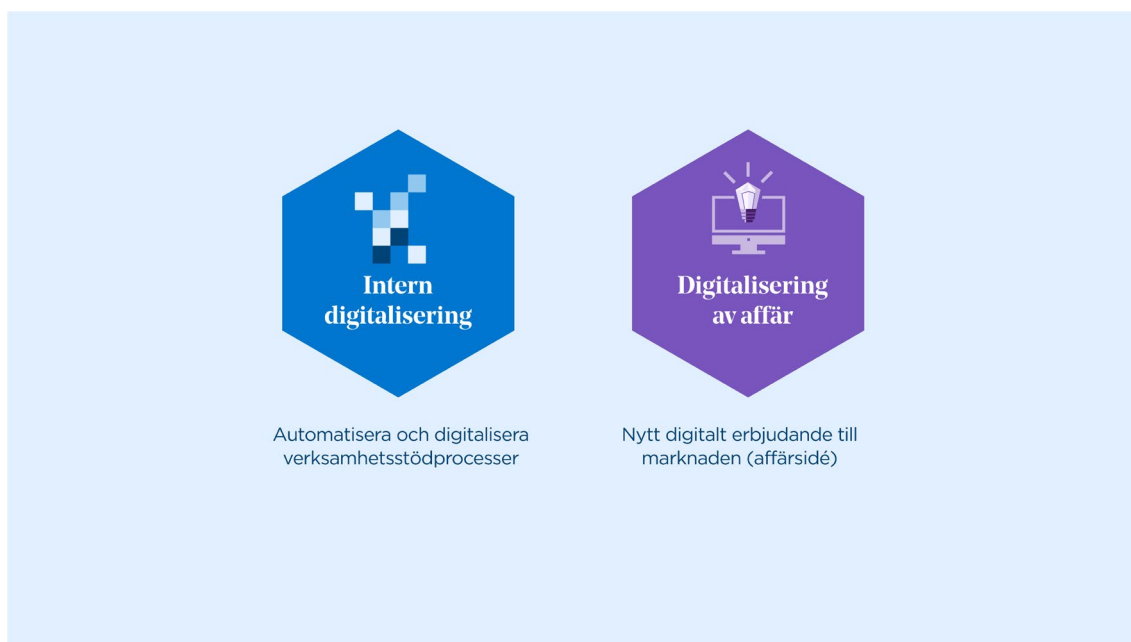 Intern
digitalisering
Automatisera och digitalisera
verksamhetsstödprocesser
Digitalisering
av affär
Nytt digitalt erbjudande till
marknaden (affärsidé)